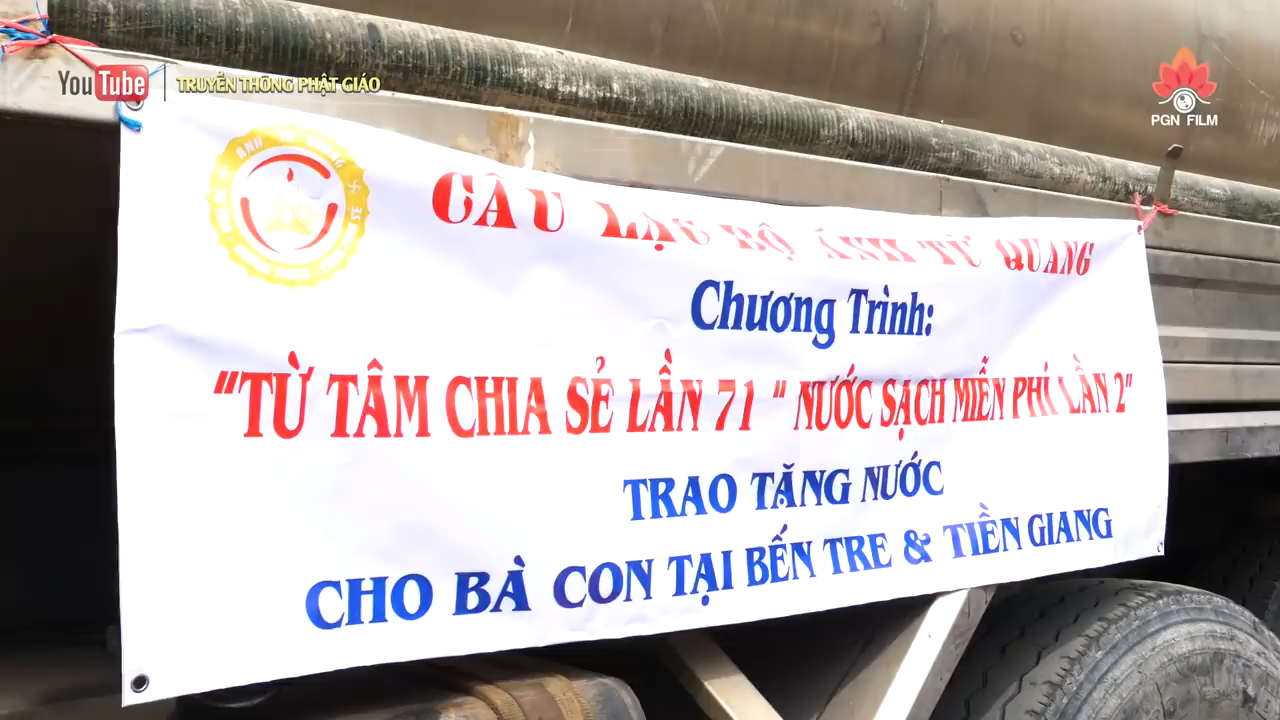 YouTube
TRUYỀN THÔNG PHẬT GIÁO
PGN FILM
CÂU LẠC BỘ ÁNH TỪ QUANG
Chương Trình:
"TỪ TÂM CHIA SẺ LẦN 71 " NƯỚC SẠCH MIỄN PHÍ LẦN 2"
TRAO TẶNG NƯỚC
CHO BÀ CON TẠI BẾN TRE & TIỀN GIANG